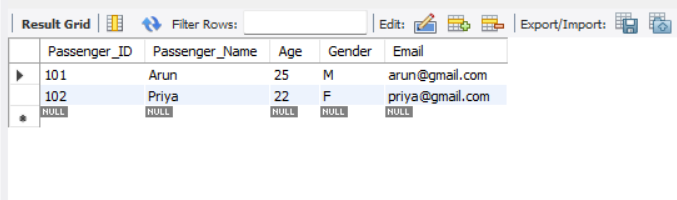 Result Grid Filter Rows: Edit: Export/Import:
Passenger_ID Passenger_Name Age Gender Email
101 Arun 25 M arun@gmail.com
102 Priya 22 F priya@gmail.com
NULL NULL NULL NULL NULL